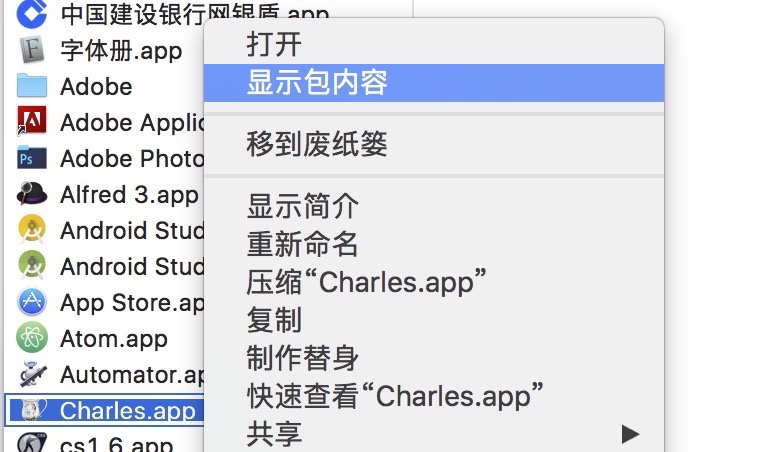 中国建设银行网银盾.app
字体册.app
Adobe
Adobe Applic
Adobe Photo
Alfred 3.app
Android Stud
Android Stud
App Store.ap
Atom.app
Automator.ap
Charles.app
cs1.6.app
打开
显示包内容
移到废纸篓
显示简介
重新命名
压缩“Charles.app”
复制
制作替身
快速查看“Charles.app”
共享